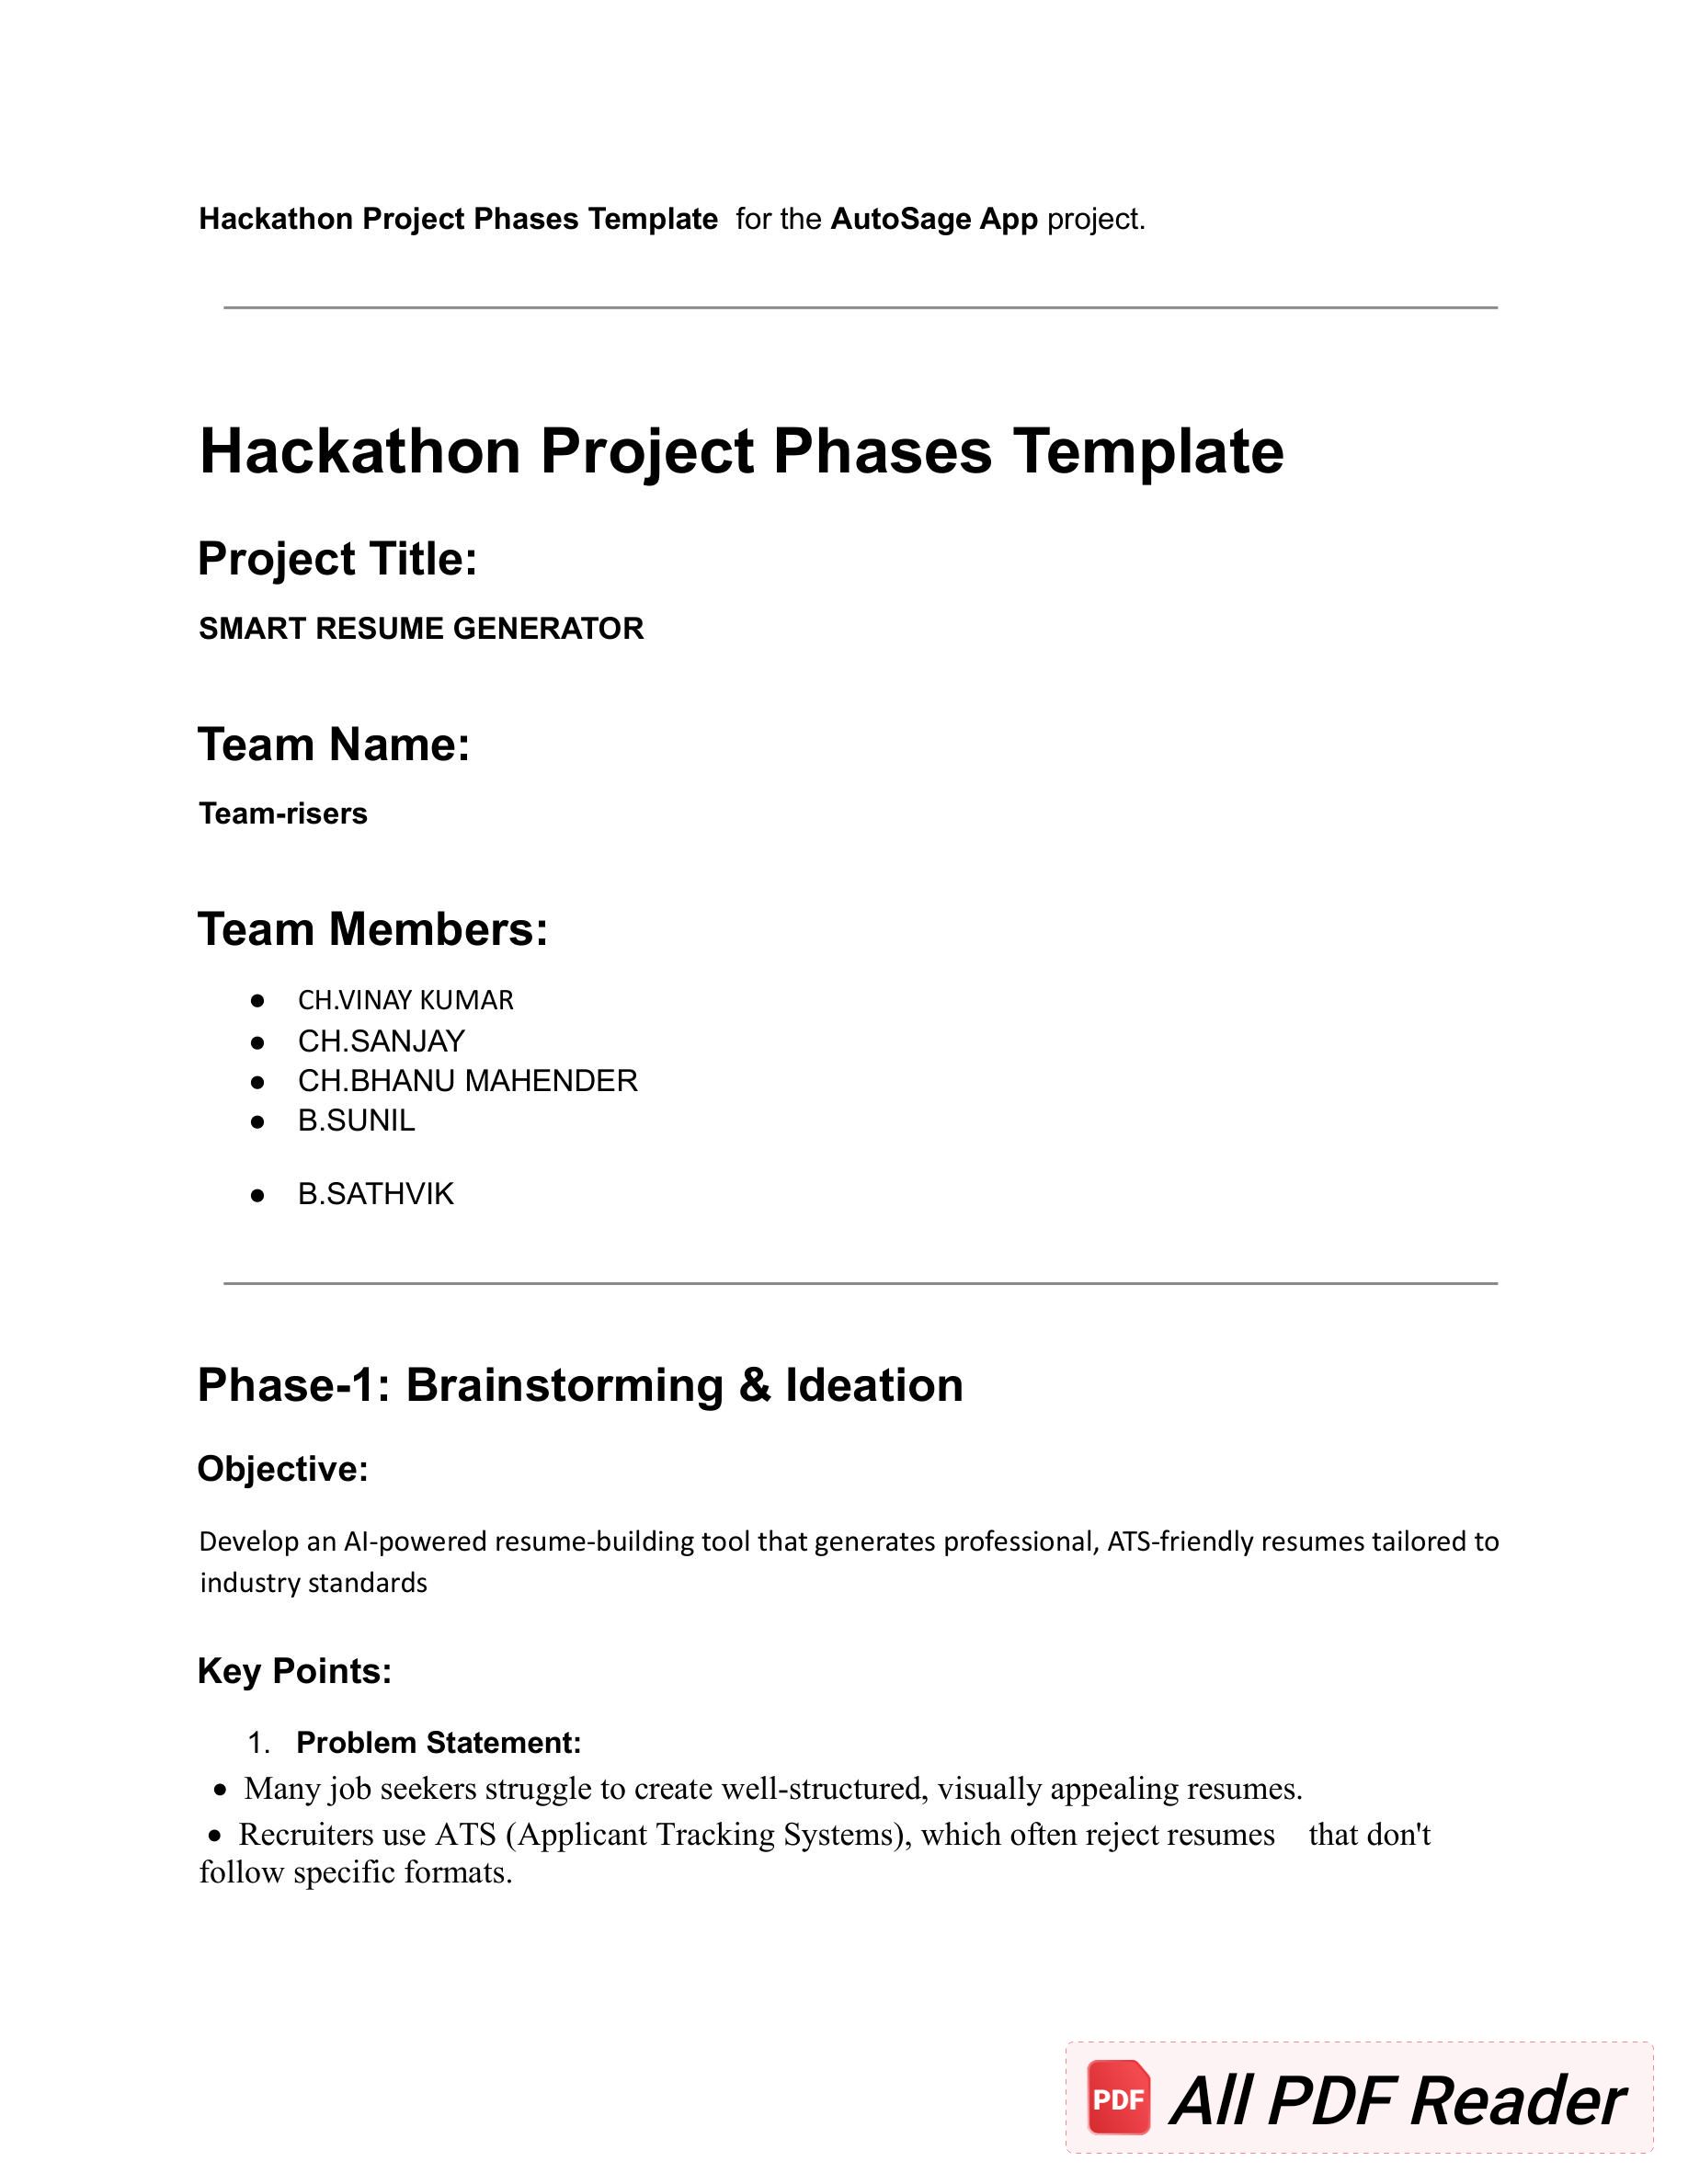 Hackathon Project Phases Template  for the AutoSage App project.
Hackathon Project Phases Template
Project Title:
SMART RESUME GENERATOR
Team Name:
Team-risers
Team Members:
● CH.VINAY KUMAR
● CH.SANJAY
● CH.BHANU MAHENDER
● B.SUNIL
● B.SATHVIK
Phase-1: Brainstorming & Ideation
Objective:
Develop an AI-powered resume-building tool that generates professional, ATS-friendly resumes tailored to
industry standards
Key Points:
1. Problem Statement:
● Many job seekers struggle to create well-structured, visually appealing resumes.
● Recruiters use ATS (Applicant Tracking Systems), which often reject resumes    that don't
follow specific formats.
PDF All PDF Reader